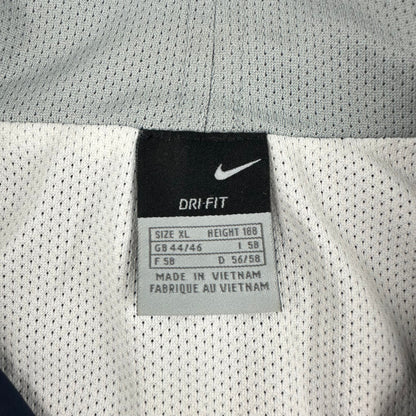 DRI-FIT
SIZE XL HEIGHT 188
GB 44/46 I 58
F 58 D 56/58
MADE IN VIETNAM
FABRIQUE AU VIETNAM